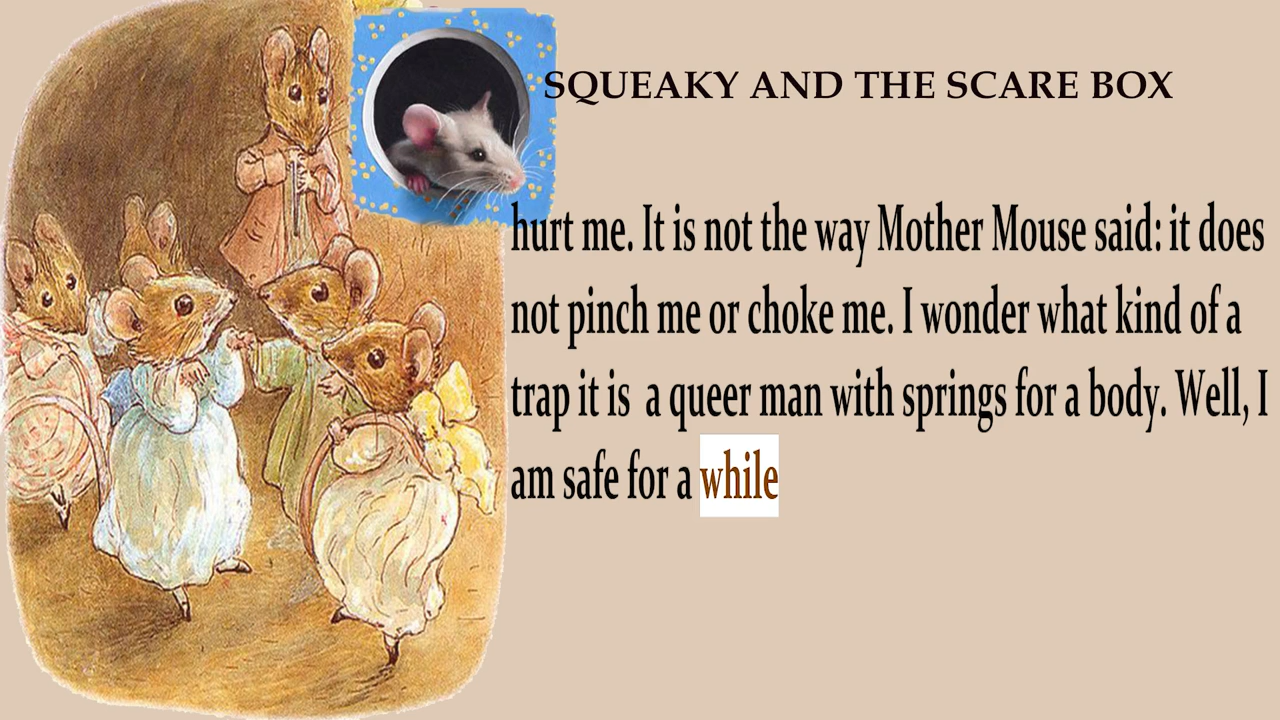 SQUEAKY AND THE SCARE BOX
hurt me. It is not the way Mother Mouse said: it does
not pinch me or choke me. I wonder what kind of a
trap it is  a queer man with springs for a body. Well, I
am safe for a while